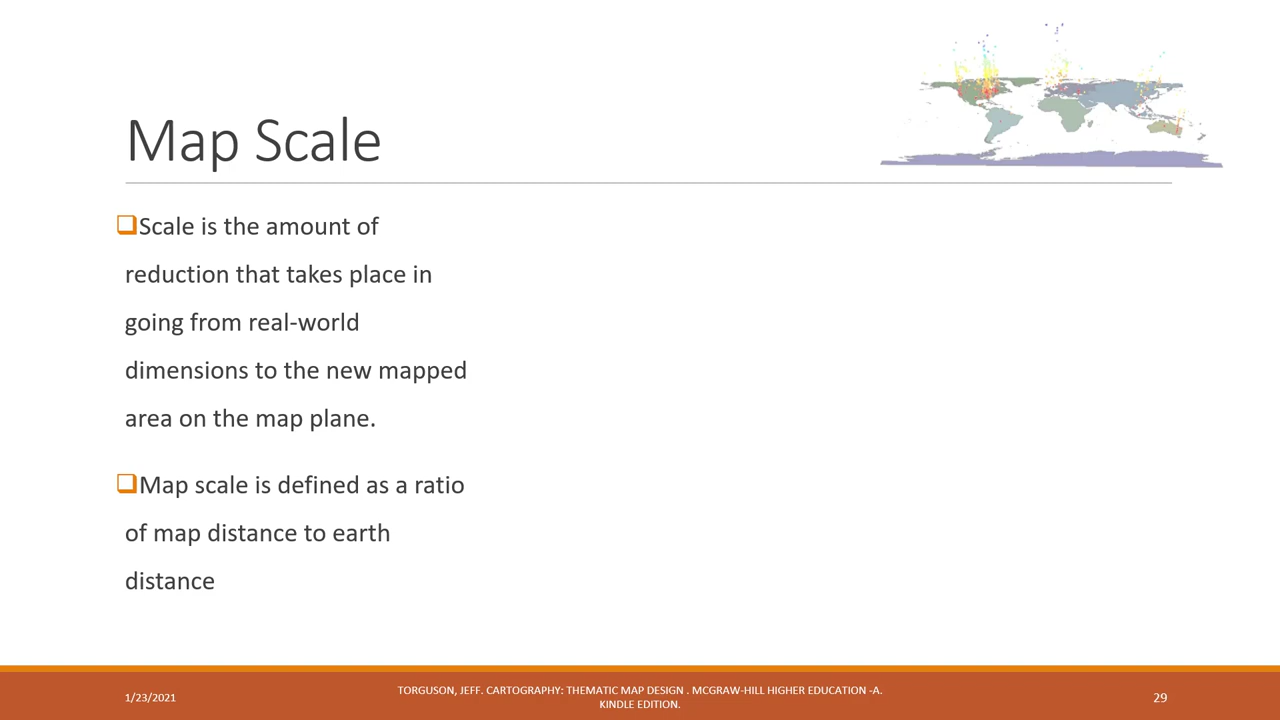 Map Scale
Scale is the amount of
reduction that takes place in
going from real-world
dimensions to the new mapped
area on the map plane.
Map scale is defined as a ratio
of map distance to earth
distance
1/23/2021
TORGUSON, JEFF. CARTOGRAPHY: THEMATIC MAP DESIGN . MCGRAW-HILL HIGHER EDUCATION -A.
KINDLE EDITION.
29